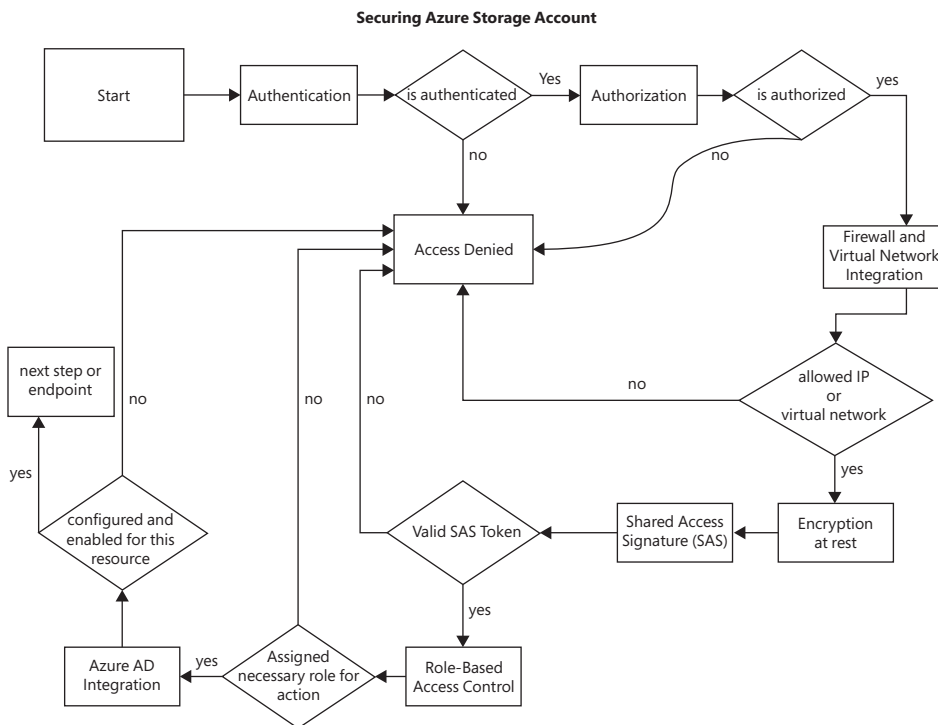 Securing Azure Storage Account
Start
Authentication
is authenticated
Yes
Authorization
is authorized
yes
no
no
Access Denied
Firewall and
Virtual Network
Integration
allowed IP
or
virtual network
no
yes
Encryption
at rest
Shared Access
Signature (SAS)
Valid SAS Token
no
yes
Role-Based
Access Control
Assigned
necessary role for
action
no
yes
Azure AD
Integration
configured and
enabled for this
resource
no
yes
next step or
endpoint